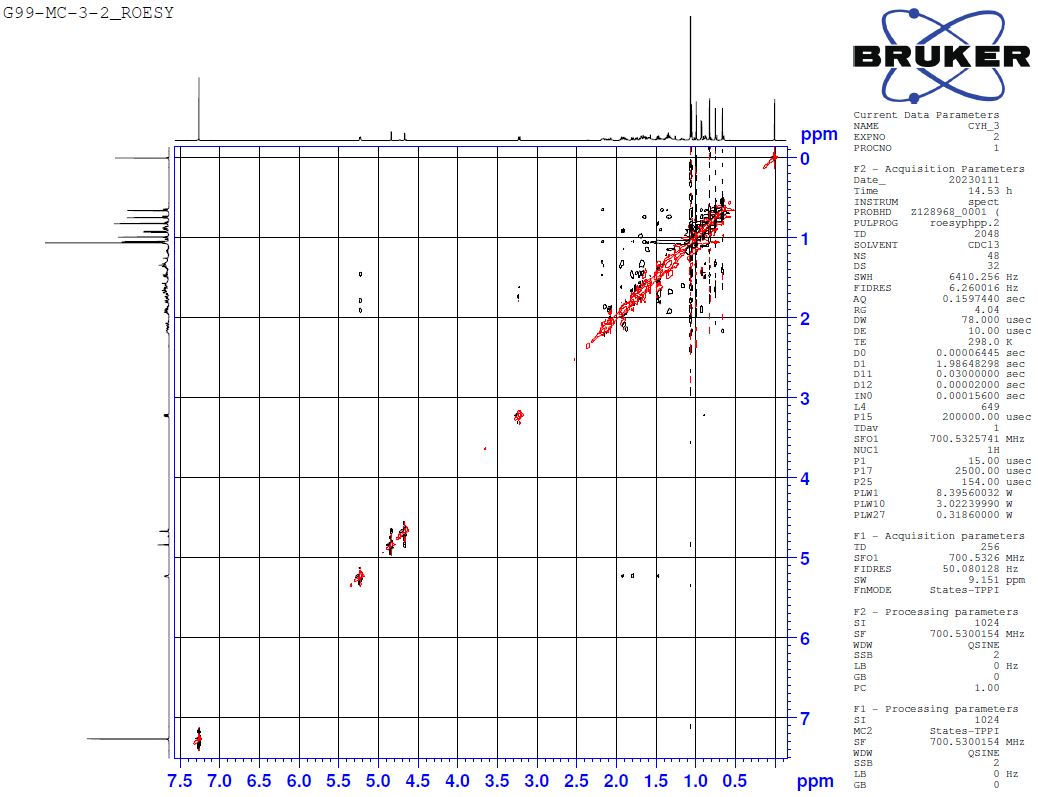 G99-MC-3-2_ROESY
BRUKER
ppm
0
1
2
3
4
5
6
7
7.5 7.0 6.5 6.0 5.5 5.0 4.5 4.0 3.5 3.0 2.5 2.0 1.5 1.0 0.5 ppm
Current Data Parameters
NAME CYH_3
EXPNO 2
PROCNO 1
F2 - Acquisition Parameters
Date_ 20230111
Time 14.53 h
INSTRUM spect
PROBHD Z128968_0001 (
PULPROG roesyphpp.2
TD 2048
SOLVENT CDCl3
NS 48
DS 32
SWH 6410.256 Hz
FIDRES 6.260016 Hz
AQ 0.1597440 sec
RG 4.04
DW 78.000 usec
DE 10.00 usec
TE 298.0 K
D0 0.00006445 sec
D1 1.98648298 sec
D11 0.03000000 sec
D12 0.00002000 sec
IN0 0.00015600 sec
L4 649
P15 200000.00 usec
TDav 1
SFO1 700.5325741 MHz
NUC1 1H
P1 15.00 usec
P17 2500.00 usec
P25 154.00 usec
PLW1 8.39560032 W
PLW10 3.02239990 W
PLW27 0.31860000 W
F1 - Acquisition parameters
TD 256
SFO1 700.5326 MHz
FIDRES 50.080128 Hz
SW 9.151 ppm
FnMODE States-TPPI
F2 - Processing parameters
SI 1024
SF 700.5300154 MHz
WDW QSINE
SSB 2
LB 0 Hz
GB 0
PC 1.00
F1 - Processing parameters
SI 1024
MC2 States-TPPI
SF 700.5300154 MHz
WDW QSINE
SSB 2
LB 0 Hz
GB 0